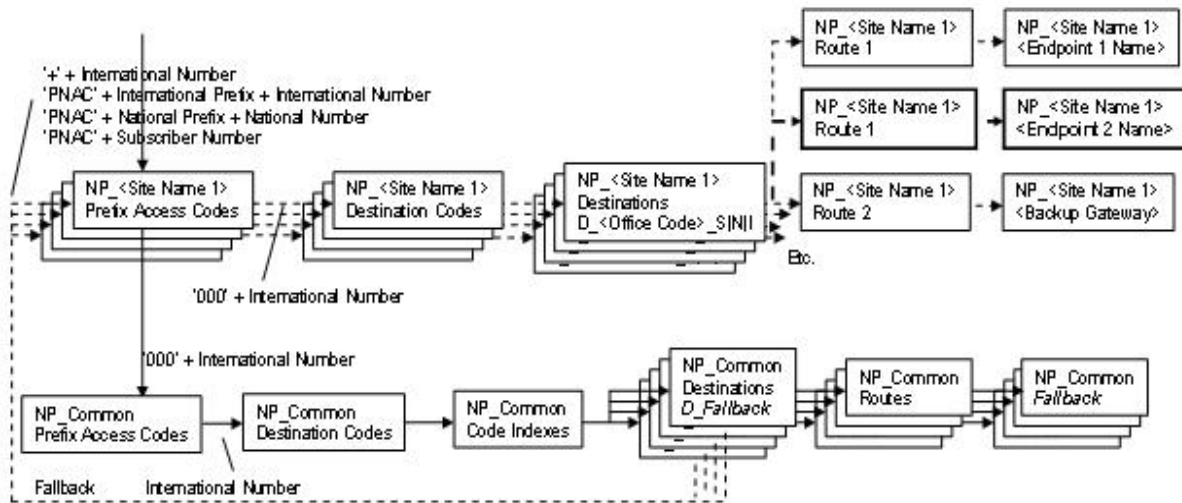 NP_<Site Name 1>
Route 1
NP_<Site Name 1>
<Endpoint 1 Name>
'+' + International Number
'PNAC' + International Prefix + International Number
'PNAC' + National Prefix + National Number
'PNAC' + Subscriber Number
NP_<Site Name 1>
Route 1
NP_<Site Name 1>
<Endpoint 2 Name>
NP_<Site Name 1>
Prefix Access Codes
NP_<Site Name 1>
Destination Codes
NP_<Site Name 1>
Destinations
D_<Office Code>_S|N|I
NP_<Site Name 1>
Route 2
NP_<Site Name 1>
<Backup Gateway>
Etc.
'000' + International Number
'000' + International Number
NP_Common
Prefix Access Codes
NP_Common
Destination Codes
NP_Common
Code Indexes
NP_Common
Destinations
D_Fallback
NP_Common
Routes
NP_Common
Fallback
Fallback
International Number